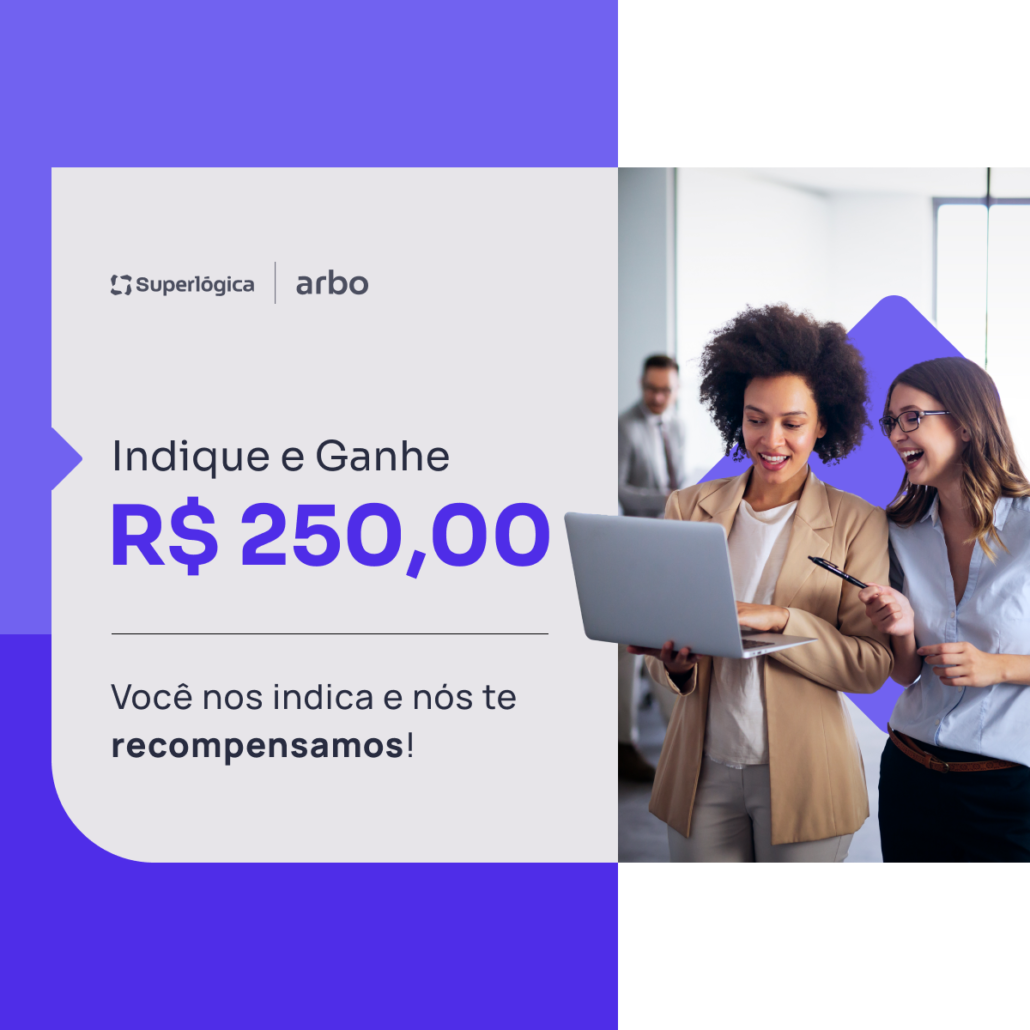 Superlógica
arbo
Indique e Ganhe
R$ 250,00
Você nos indica e nós te
recompensamos!